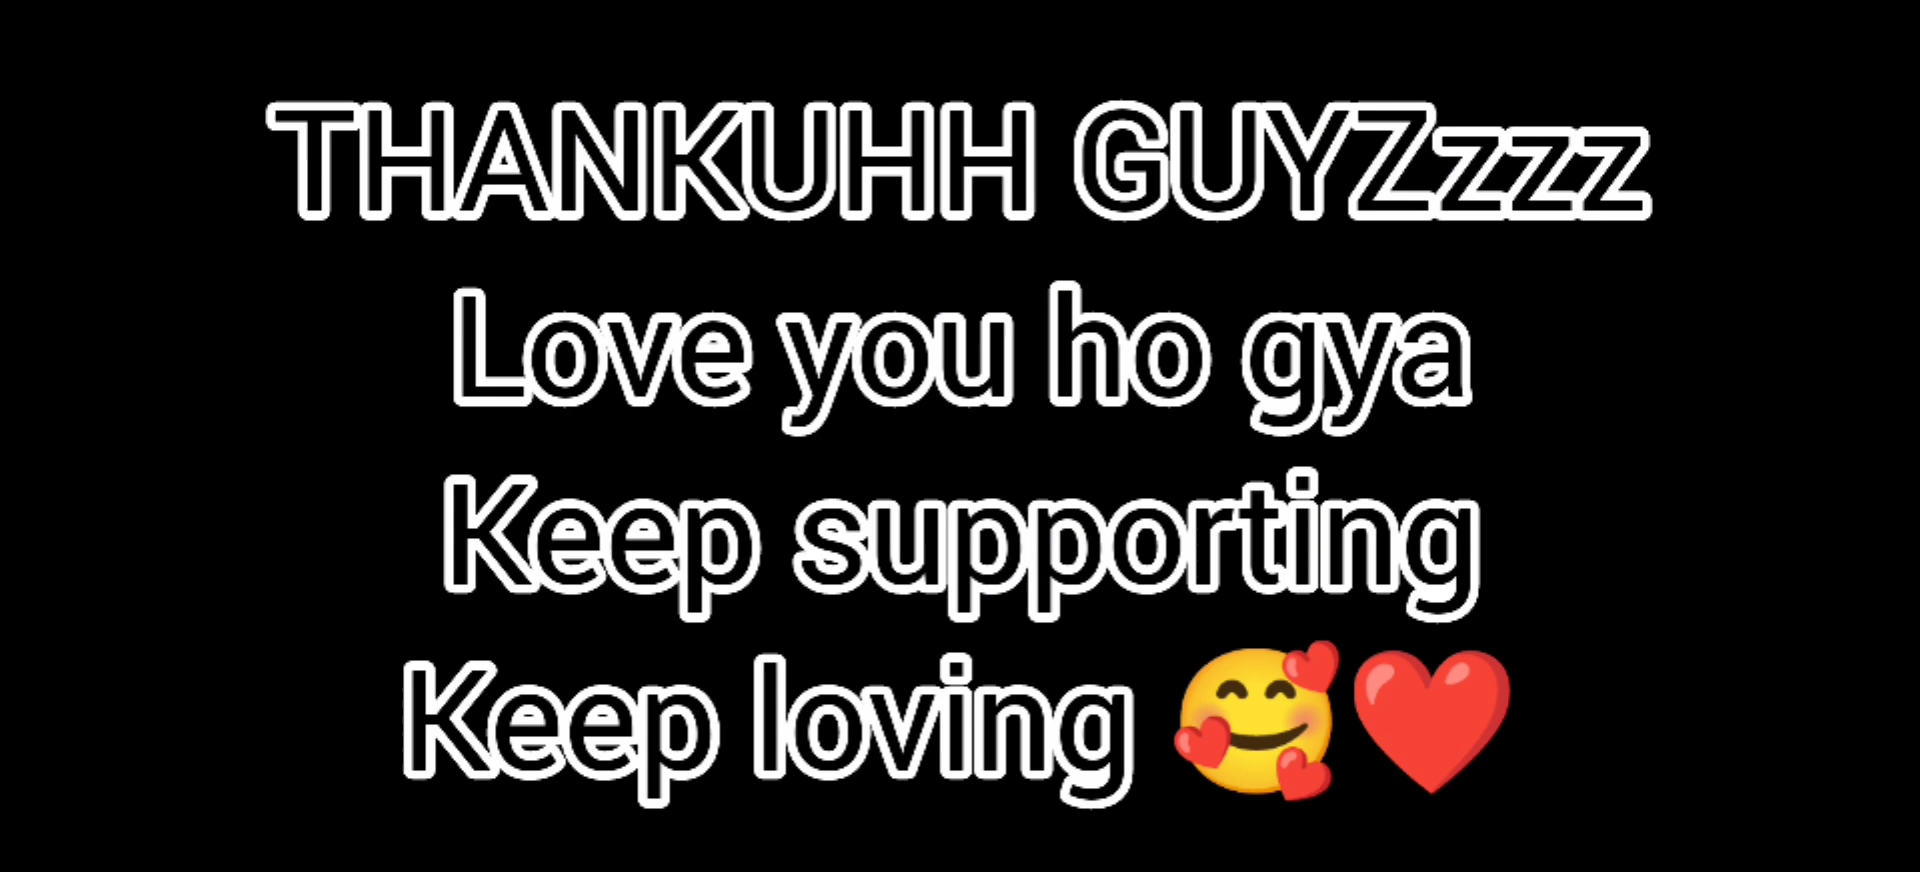 THANKUHH GUYZzzz
Love you ho gya
Keep supporting
Keep loving 🥰❤️